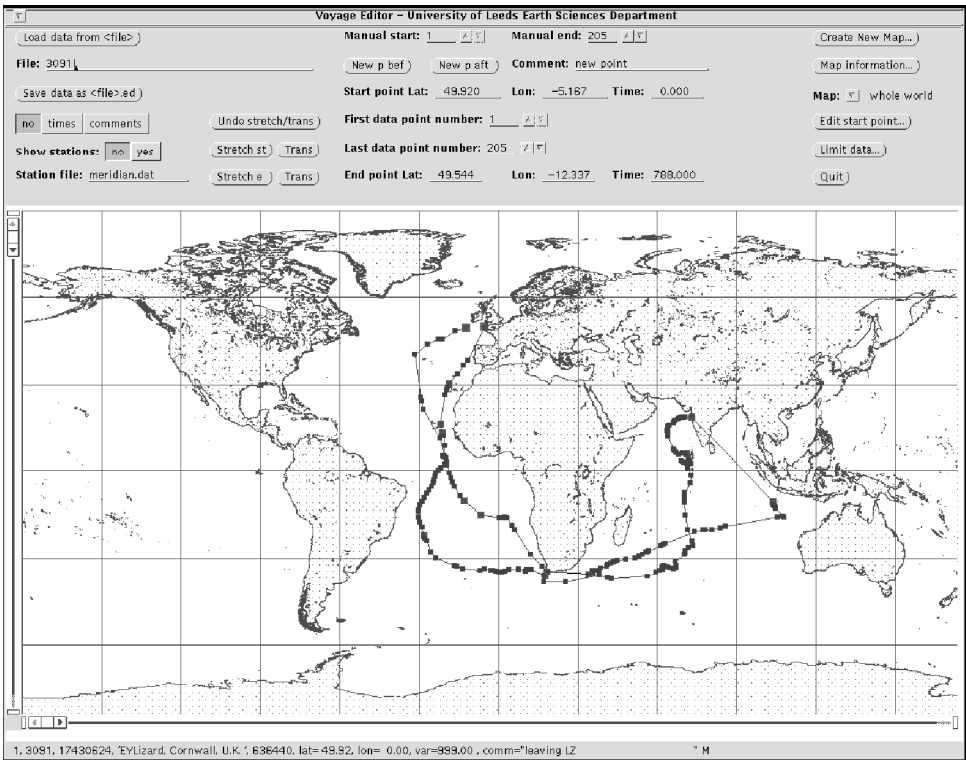 Voyage Editor – University of Leeds Earth Sciences Department
Load data from <file>
Manual start: 1
Manual end: 205
Create New Map...
File: 3091
New p bef
New p aft
Comment: new point
Map information...
Save data as <file>.ed
Start point Lat: 49.920
Lon: -5.167
Time: 0.000
Map: whole world
no times comments
Undo stretch/trans
First data point number: 1
Edit start point...
Show stations: no yes
Stretch st
Trans
Last data point number: 205
Limit data...
Station file: meridian.dat
Stretch e
Trans
End point Lat: 49.544
Lon: -12.337
Time: 788.000
Quit
1, 3091, 17430624, 'EYLizard, Cornwall, U.K. ', 636440, lat= 49.92, lon= 0.00, var=999.00 , comm="leaving LZ " M